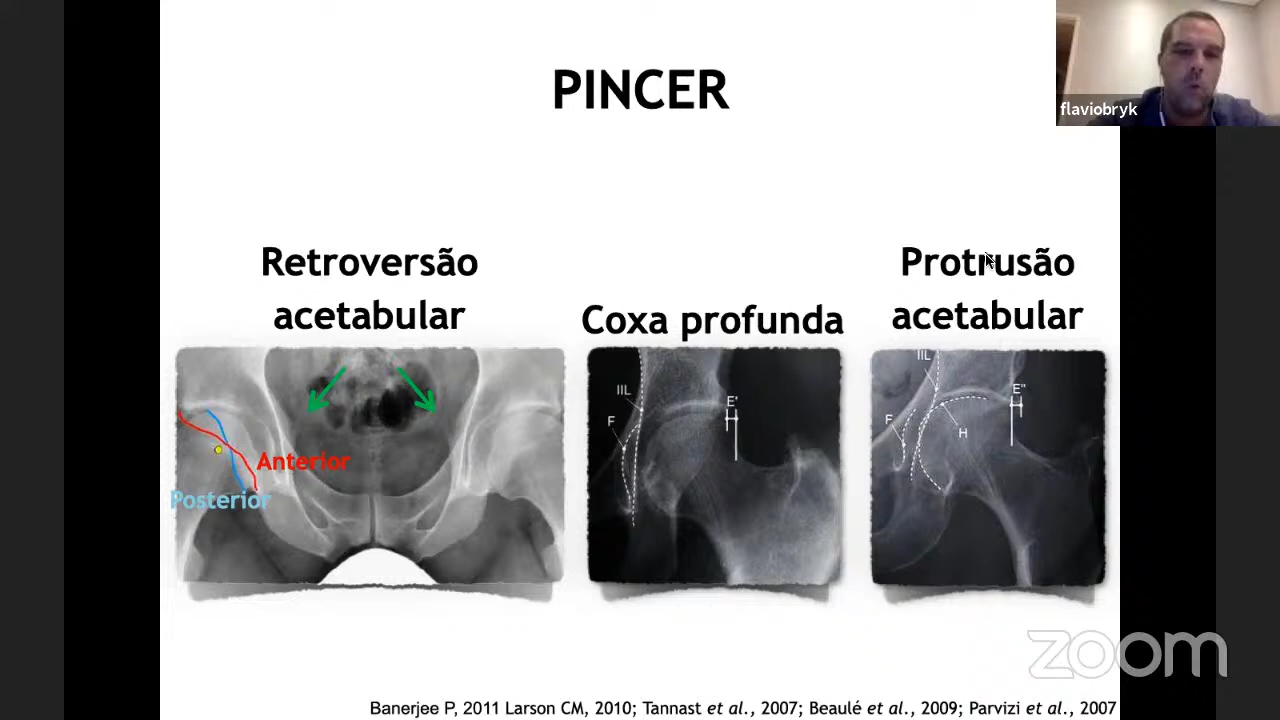 PINCER
flaviobryk
Retroversão
acetabular
Coxa profunda
Protrusão
acetabular
Anterior
Posterior
IIL
F
E'
IIL
F
E"
H
zoom
Banerjee P, 2011 Larson CM, 2010; Tannast et al., 2007; Beaulé et al., 2009; Parvizi et al., 2007